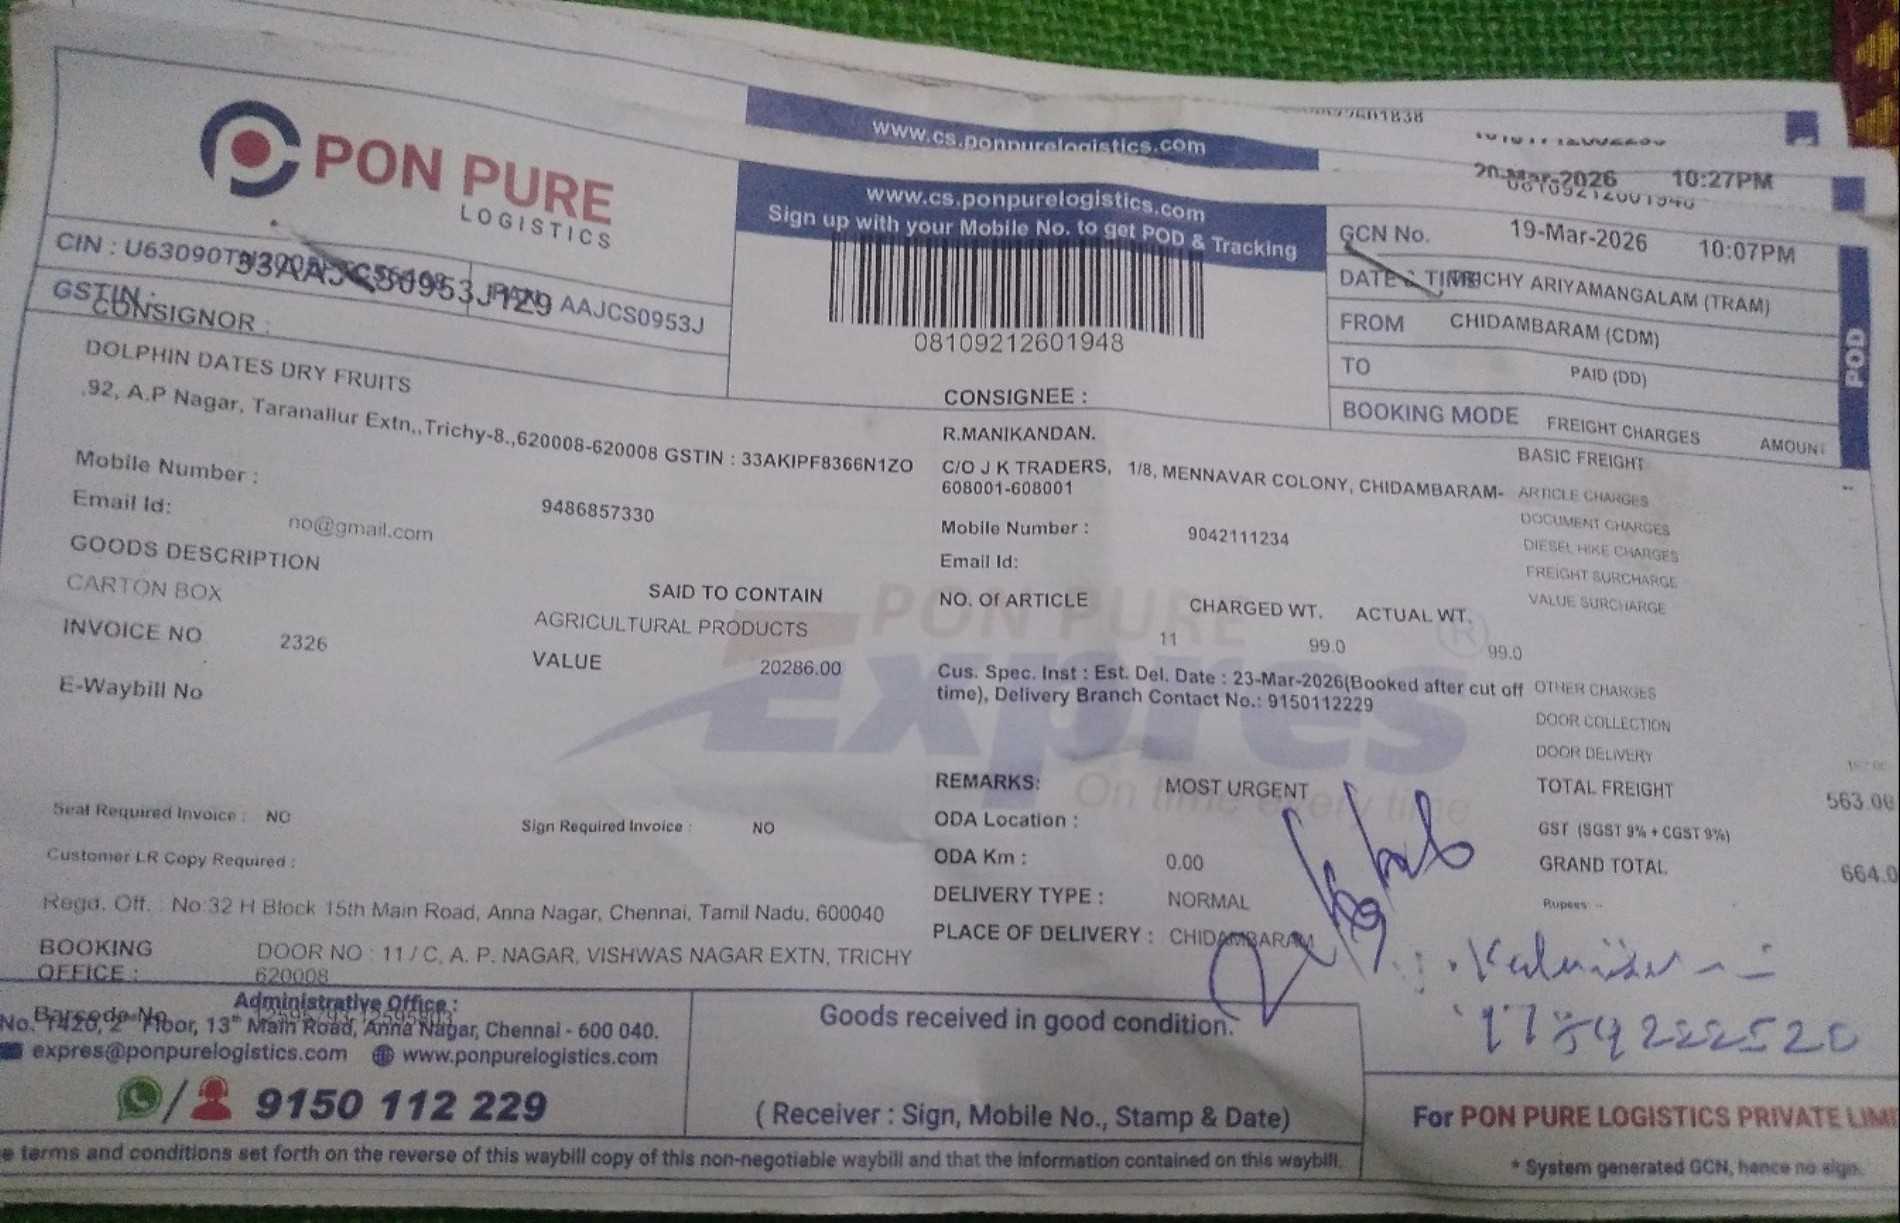 www.cs.ponpurelogistics.com
20-Mar-2026 10:27PM
PON PURE
LOGISTICS
www.cs.ponpurelogistics.com
Sign up with your Mobile No. to get POD & Tracking
08109212601948
GCN No.
19-Mar-2026 10:07PM
DATE & TIME
TRICHY ARIYAMANGALAM (TRAM)
FROM
CHIDAMBARAM (CDM)
TO
PAID (DD)
BOOKING MODE
POD
CIN :
PAN: AAJCS0953J
GSTIN :
CONSIGNOR :
DOLPHIN DATES DRY FRUITS
,92, A.P Nagar, Taranallur Extn,,Trichy-8.,620008-620008 GSTIN : 33AKIPF8366N1ZO
Mobile Number :
9486857330
Email Id:
no@gmail.com
GOODS DESCRIPTION
SAID TO CONTAIN
CARTON BOX
AGRICULTURAL PRODUCTS
INVOICE NO 2326
VALUE 20286.00
E-Waybill No
Seal Required Invoice : NO
Sign Required Invoice : NO
Customer LR Copy Required :
Regd. Off. : No:32 H Block 15th Main Road, Anna Nagar, Chennai, Tamil Nadu, 600040
BOOKING OFFICE :
DOOR NO : 11 / C, A. P. NAGAR, VISHWAS NAGAR EXTN, TRICHY
620008
CONSIGNEE :
R.MANIKANDAN.
C/O J K TRADERS, 1/8, MENNAVAR COLONY, CHIDAMBARAM-
608001-608001
Mobile Number : 9042111234
Email Id:
NO. Of ARTICLE CHARGED WT. ACTUAL WT.
11 99.0 99.0
Cus. Spec. Inst : Est. Del. Date : 23-Mar-2026(Booked after cut off
time), Delivery Branch Contact No.: 9150112229
PON PURE
Expres
On time every time
REMARKS: MOST URGENT
ODA Location :
ODA Km : 0.00
DELIVERY TYPE : NORMAL
PLACE OF DELIVERY : CHIDAMBARAM
FREIGHT CHARGES AMOUNT
BASIC FREIGHT
ARTICLE CHARGES
DOCUMENT CHARGES
DIESEL HIKE CHARGES
FREIGHT SURCHARGE
VALUE SURCHARGE
OTHER CHARGES
DOOR COLLECTION
DOOR DELIVERY
TOTAL FREIGHT 563.00
GST (SGST 9% + CGST 9%)
GRAND TOTAL 664.0
Rupees: --
Barcode No
Administrative Office :
No. 1420, 2nd Floor, 13th Main Road, Anna Nagar, Chennai - 600 040.
expres@ponpurelogistics.com www.ponpurelogistics.com
9150 112 229
Goods received in good condition.
( Receiver : Sign, Mobile No., Stamp & Date)
For PON PURE LOGISTICS PRIVATE LIMI
* System generated GCN, hence no sign.
e terms and conditions set forth on the reverse of this waybill copy of this non-negotiable waybill and that the information contained on this waybill.